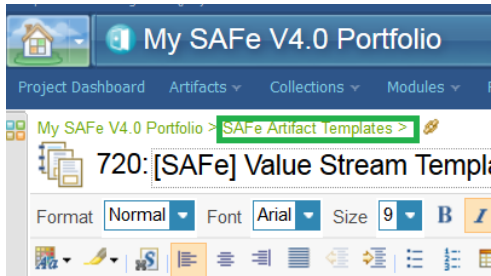 My SAFe V4.0 Portfolio
Project Dashboard Artifacts Collections Modules
My SAFe V4.0 Portfolio > SAFe Artifact Templates >
720: [SAFe] Value Stream Templa
Format Normal Font Arial Size 9 B I